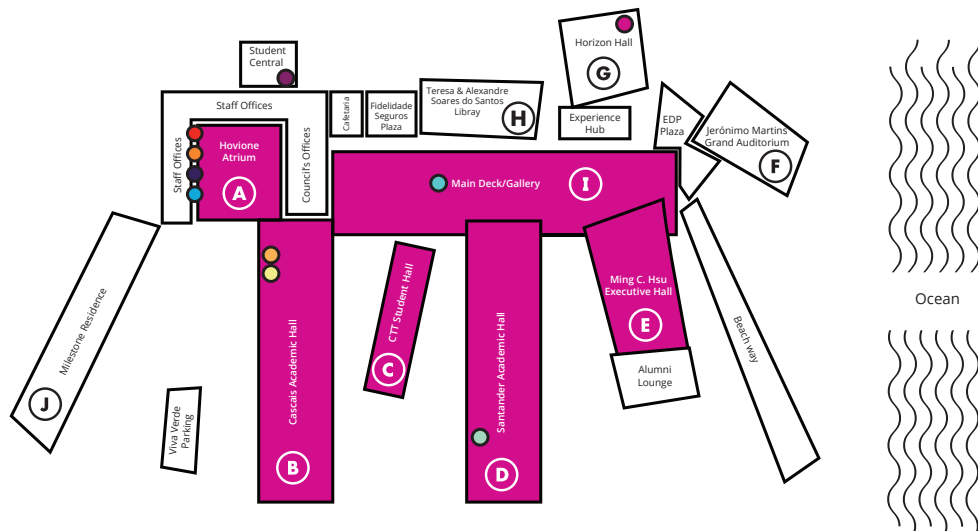 Student
Central
Horizon Hall
G
Staff Offices
Cafetaria
Fidelidade
Seguros
Plaza
Teresa & Alexandre
Soares do Santos
Libray
H
Experience
Hub
EDP
Plaza
Jerónimo Martins
Grand Auditorium
F
Staff Offices
Hovione
Atrium
A
Council's Offices
Main Deck/Gallery
I
Milestone Residence
J
Viva Verde
Parking
Cascais Academic Hall
B
CTT Student Hall
C
Santander Academic Hall
D
Ming C. Hsu
Executive Hall
E
Alumni
Lounge
Beach way
Ocean